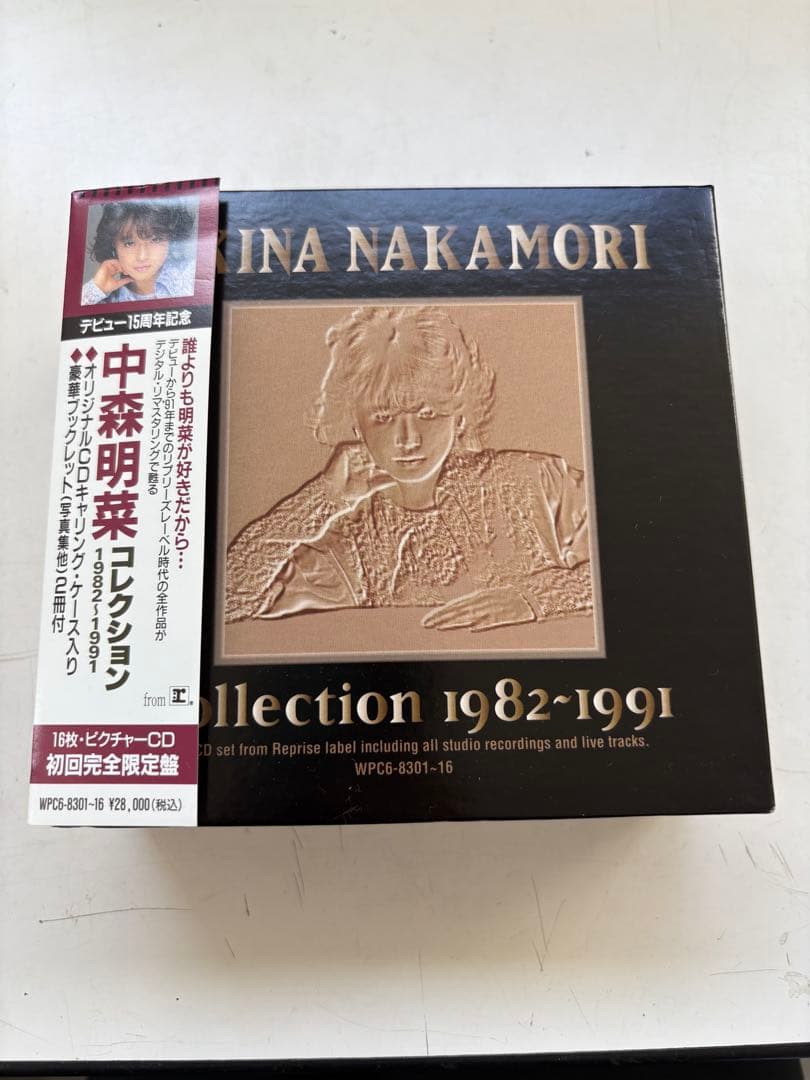 KINA NAKAMORI
デビュー15周年記念
誰よりも明菜が好きだから…
デビューから91年までのリプリーズレーベル時代の全作品が
デジタル・リマスタリングで甦る
中森明菜コレクション
1982~1991
◆オリジナルCDキャリング・ケース入り
◆豪華ブックレット(写真集他)2冊付
from
16枚・ピクチャーCD
初回完全限定盤
WPC6-8301~16 ¥28,000(税込)
ollection 1982~1991
CD set from Reprise label including all studio recordings and live tracks.
WPC6-8301~16